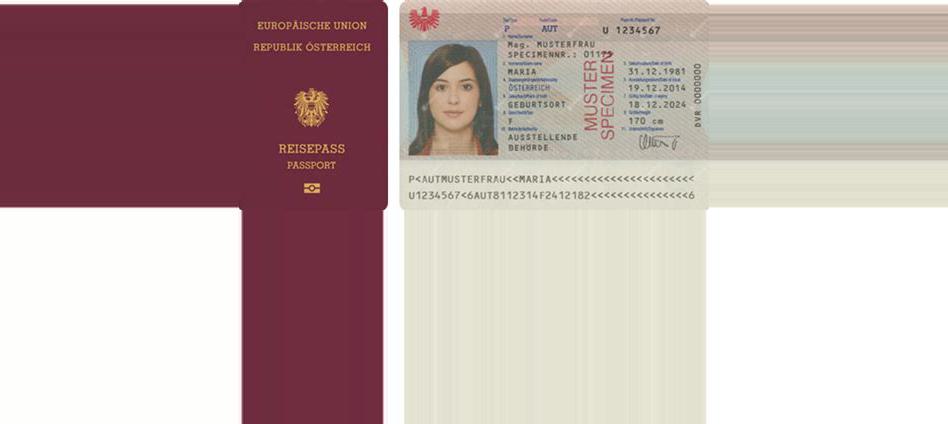 EUROPÄISCHE UNION
REPUBLIK ÖSTERREICH
REISEPASS
PASSPORT
P AUT U 1234567
Mag. MUSTERFRAU
SPECIMENNR.:
MARIA 31.12.1981
ÖSTERREICH 19.12.2014
GEBURTSORT 18.12.2024
F 170 cm
AUSSTELLENDE
BEHÖRDE
MUSTER
SPECIMEN
DVR 0000000
P<AUTMUSTERFRAU<<MARIA<<<<<<<<<<<<<<<<<<<<<<
U1234567<6AUT8112314F2412182<<<<<<<<<<<<<<<6